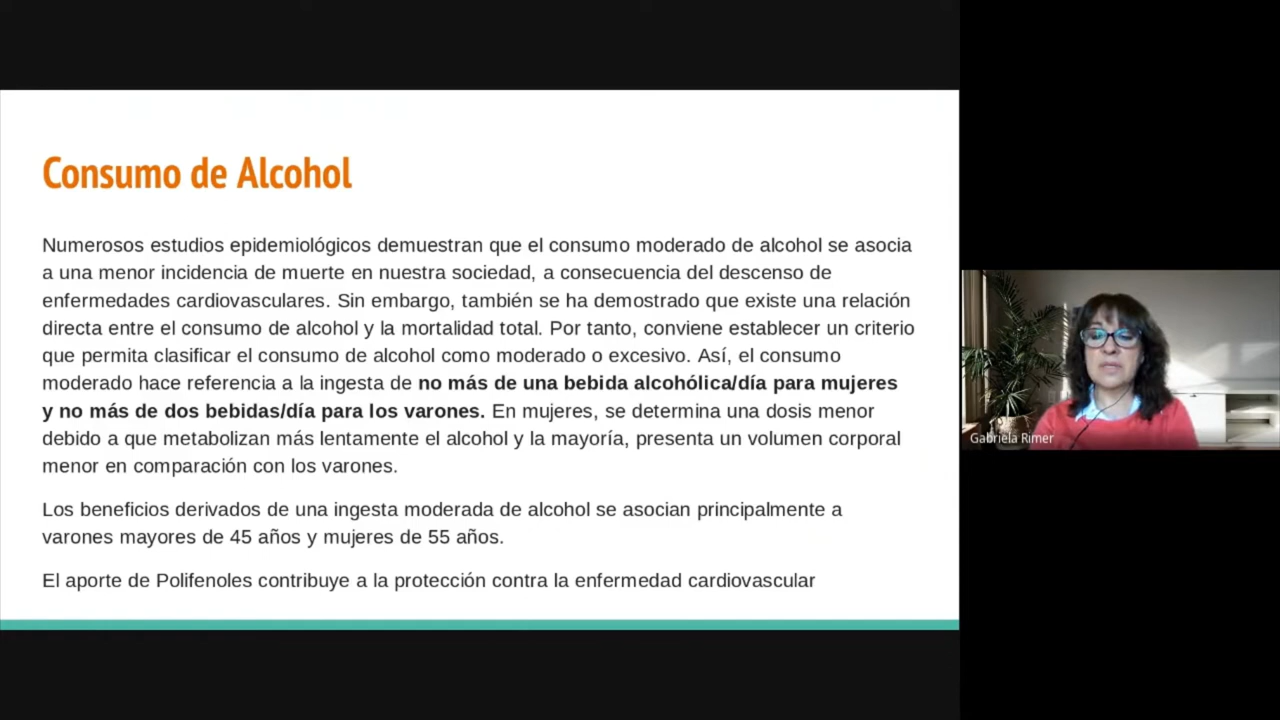 Consumo de Alcohol
Numerosos estudios epidemiológicos demuestran que el consumo moderado de alcohol se asocia
a una menor incidencia de muerte en nuestra sociedad, a consecuencia del descenso de
enfermedades cardiovasculares. Sin embargo, también se ha demostrado que existe una relación
directa entre el consumo de alcohol y la mortalidad total. Por tanto, conviene establecer un criterio
que permita clasificar el consumo de alcohol como moderado o excesivo. Así, el consumo
moderado hace referencia a la ingesta de no más de una bebida alcohólica/día para mujeres
y no más de dos bebidas/día para los varones. En mujeres, se determina una dosis menor
debido a que metabolizan más lentamente el alcohol y la mayoría, presenta un volumen corporal
menor en comparación con los varones.
Los beneficios derivados de una ingesta moderada de alcohol se asocian principalmente a
varones mayores de 45 años y mujeres de 55 años.
El aporte de Polifenoles contribuye a la protección contra la enfermedad cardiovascular
Gabriela Rimer